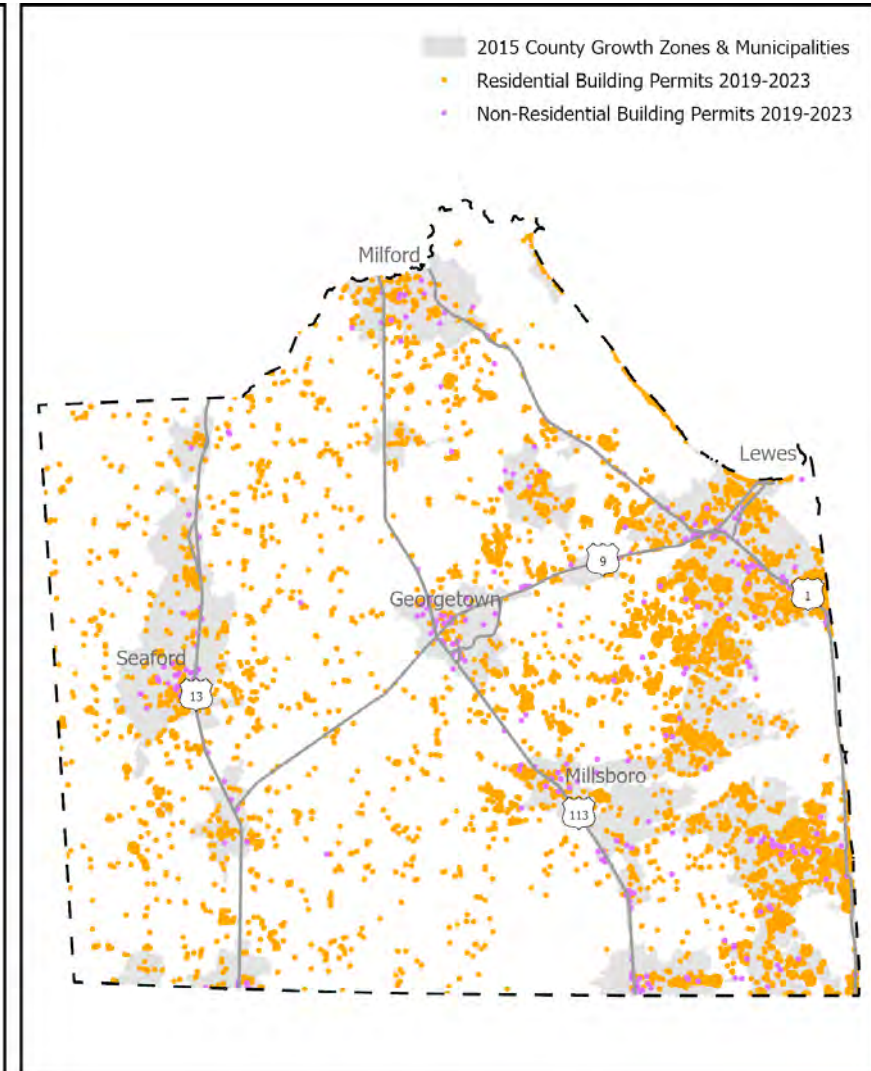 2015 County Growth Zones & Municipalities
Residential Building Permits 2019-2023
Non-Residential Building Permits 2019-2023
Milford
Lewes
9
1
Georgetown
Seaford
13
Millsboro
113